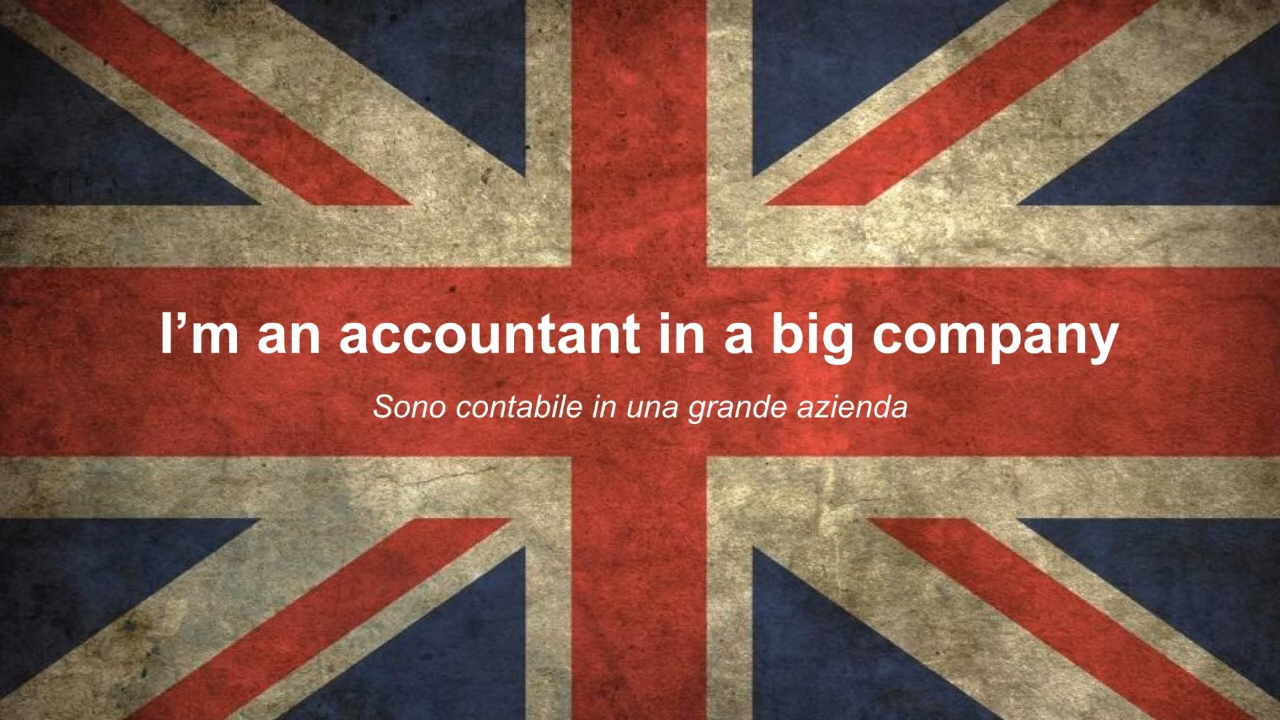 I’m an accountant in a big company
Sono contabile in una grande azienda